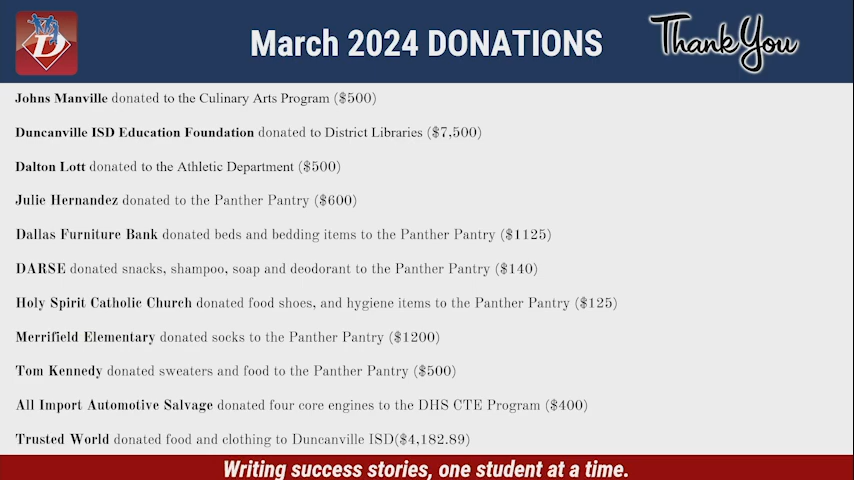 D
March 2024 DONATIONS
Thank You
Johns Manville donated to the Culinary Arts Program ($500)
Duncanville ISD Education Foundation donated to District Libraries ($7,500)
Dalton Lott donated to the Athletic Department ($500)
Julie Hernandez donated to the Panther Pantry ($600)
Dallas Furniture Bank donated beds and bedding items to the Panther Pantry ($1125)
DARSE donated snacks, shampoo, soap and deodorant to the Panther Pantry ($140)
Holy Spirit Catholic Church donated food shoes, and hygiene items to the Panther Pantry ($125)
Merrifield Elementary donated socks to the Panther Pantry ($1200)
Tom Kennedy donated sweaters and food to the Panther Pantry ($500)
All Import Automotive Salvage donated four core engines to the DHS CTE Program ($400)
Trusted World donated food and clothing to Duncanville ISD($4,182.89)
Writing success stories, one student at a time.